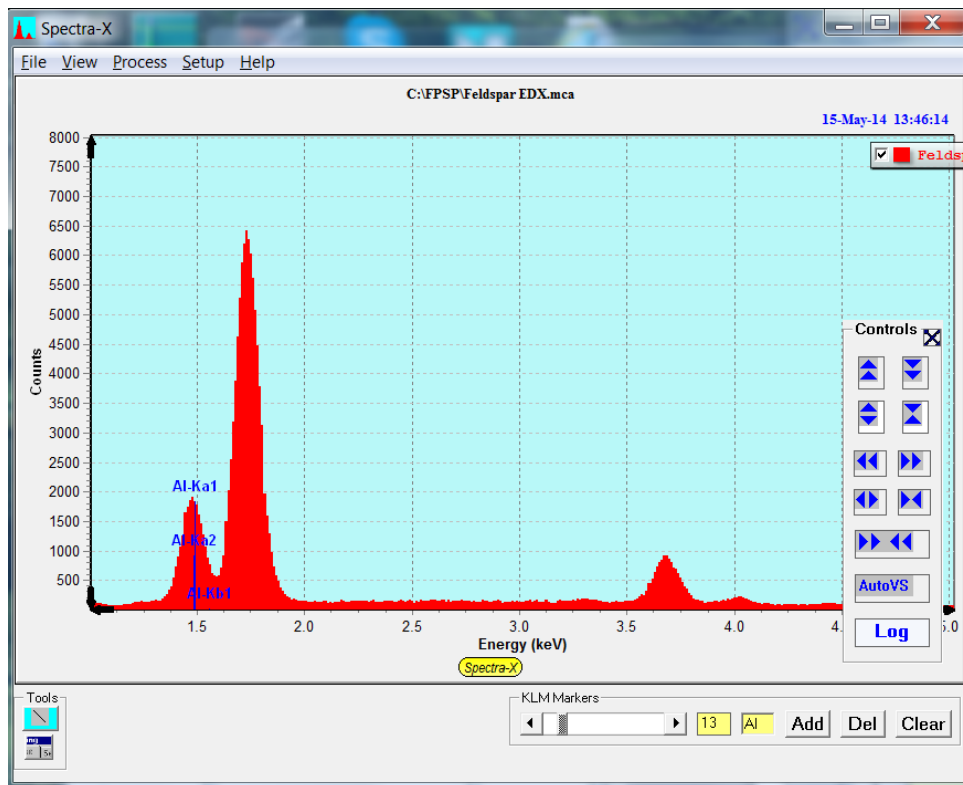 Spectra-X
File View Process Setup Help
C:\FPSP\Feldspar EDX.mca
15-May-14 13:46:14
8000
7500
7000
6500
6000
5500
5000
4500
4000
3500
3000
2500
2000
1500
1000
500
Counts
Al-Ka1
Al-Ka2
Al-Kb1
1.5 2.0 2.5 3.0 3.5 4.0
Energy (keV)
Spectra-X
Controls
AutoVS
Log
Tools
KLM Markers
13 Al Add Del Clear